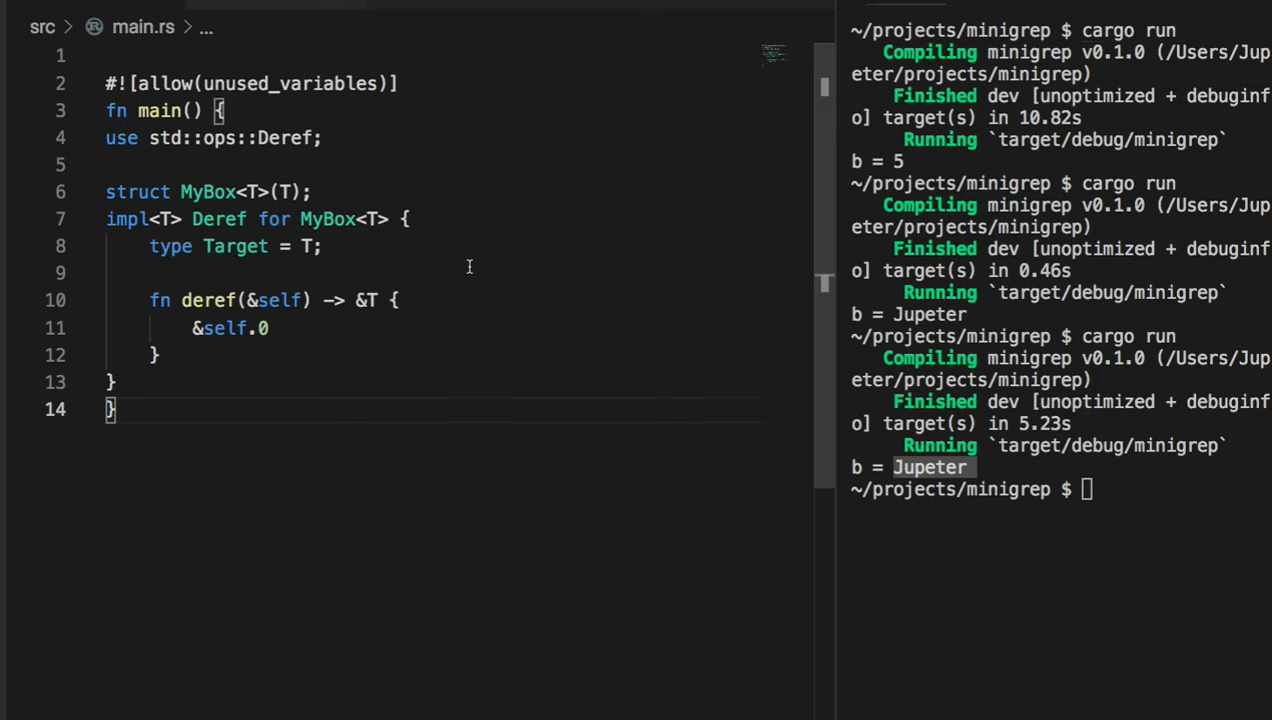 src > main.rs > ...
1
2 #![allow(unused_variables)]
3 fn main() {
4 use std::ops::Deref;
5
6 struct MyBox<T>(T);
7 impl<T> Deref for MyBox<T> {
8 type Target = T;
9
10 fn deref(&self) -> &T {
11 &self.0
12 }
13 }
14 }
~/projects/minigrep $ cargo run
Compiling minigrep v0.1.0 (/Users/Jup
eter/projects/minigrep)
Finished dev [unoptimized + debuginf
o] target(s) in 10.82s
Running `target/debug/minigrep`
b = 5
~/projects/minigrep $ cargo run
Compiling minigrep v0.1.0 (/Users/Jup
eter/projects/minigrep)
Finished dev [unoptimized + debuginf
o] target(s) in 0.46s
Running `target/debug/minigrep`
b = Jupeter
~/projects/minigrep $ cargo run
Compiling minigrep v0.1.0 (/Users/Jup
eter/projects/minigrep)
Finished dev [unoptimized + debuginf
o] target(s) in 5.23s
Running `target/debug/minigrep`
b = Jupeter
~/projects/minigrep $